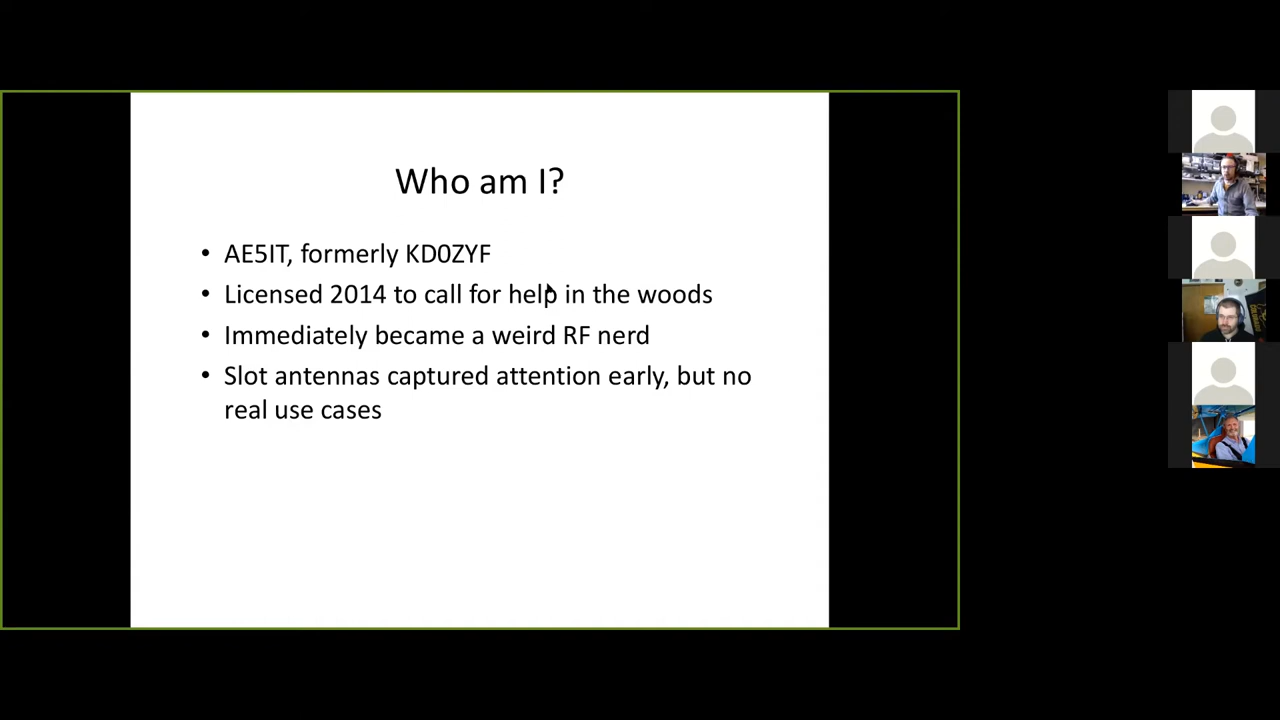 Who am I?
• AE5IT, formerly KD0ZYF
• Licensed 2014 to call for help in the woods
• Immediately became a weird RF nerd
• Slot antennas captured attention early, but no
real use cases